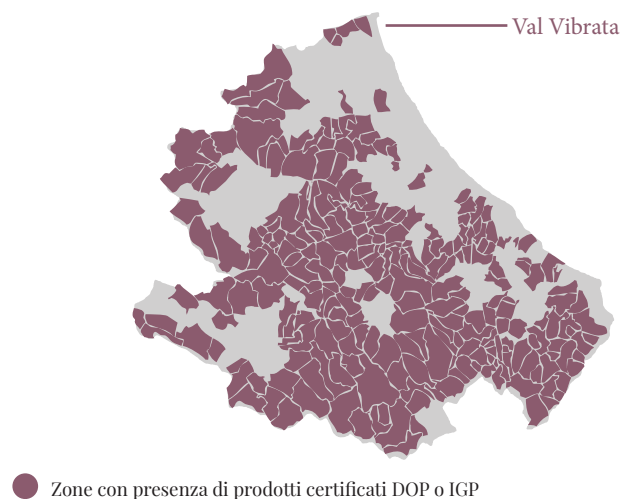 Val Vibrata
Zone con presenza di prodotti certificati DOP o IGP